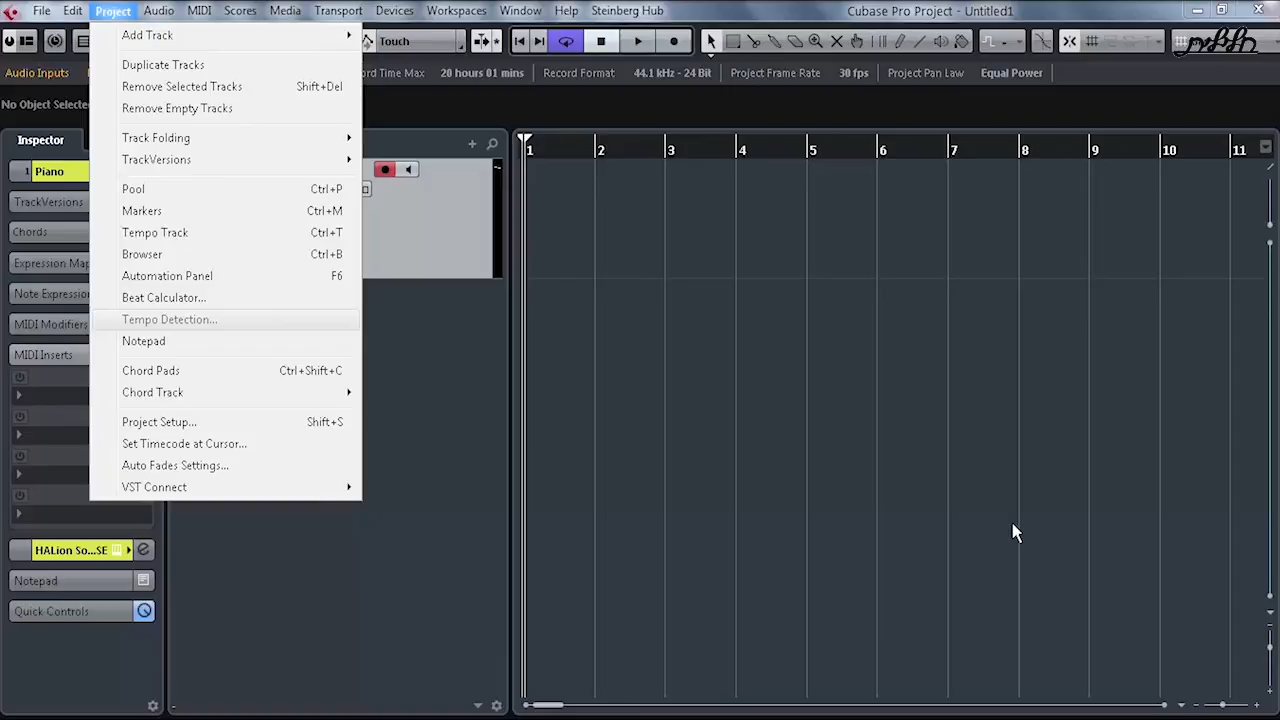 File Edit Project Audio MIDI Scores Media Transport Devices Workspaces Window Help Steinberg Hub Cubase Pro Project - Untitled1
Touch
Audio Inputs ord Time Max 20 hours 01 mins Record Format 44.1 kHz - 24 Bit Project Frame Rate 30 fps Project Pan Law Equal Power
No Object Selecte
Inspector
1 2 3 4 5 6 7 8 9 10 11
1 Piano
TrackVersions
Chords
Expression Map
Note Expression
MIDI Modifiers
MIDI Inserts
HALion So...SE
Notepad
Quick Controls
Add Track
Duplicate Tracks
Remove Selected Tracks Shift+Del
Remove Empty Tracks
Track Folding
TrackVersions
Pool Ctrl+P
Markers Ctrl+M
Tempo Track Ctrl+T
Browser Ctrl+B
Automation Panel F6
Beat Calculator...
Tempo Detection...
Notepad
Chord Pads Ctrl+Shift+C
Chord Track
Project Setup... Shift+S
Set Timecode at Cursor...
Auto Fades Settings...
VST Connect